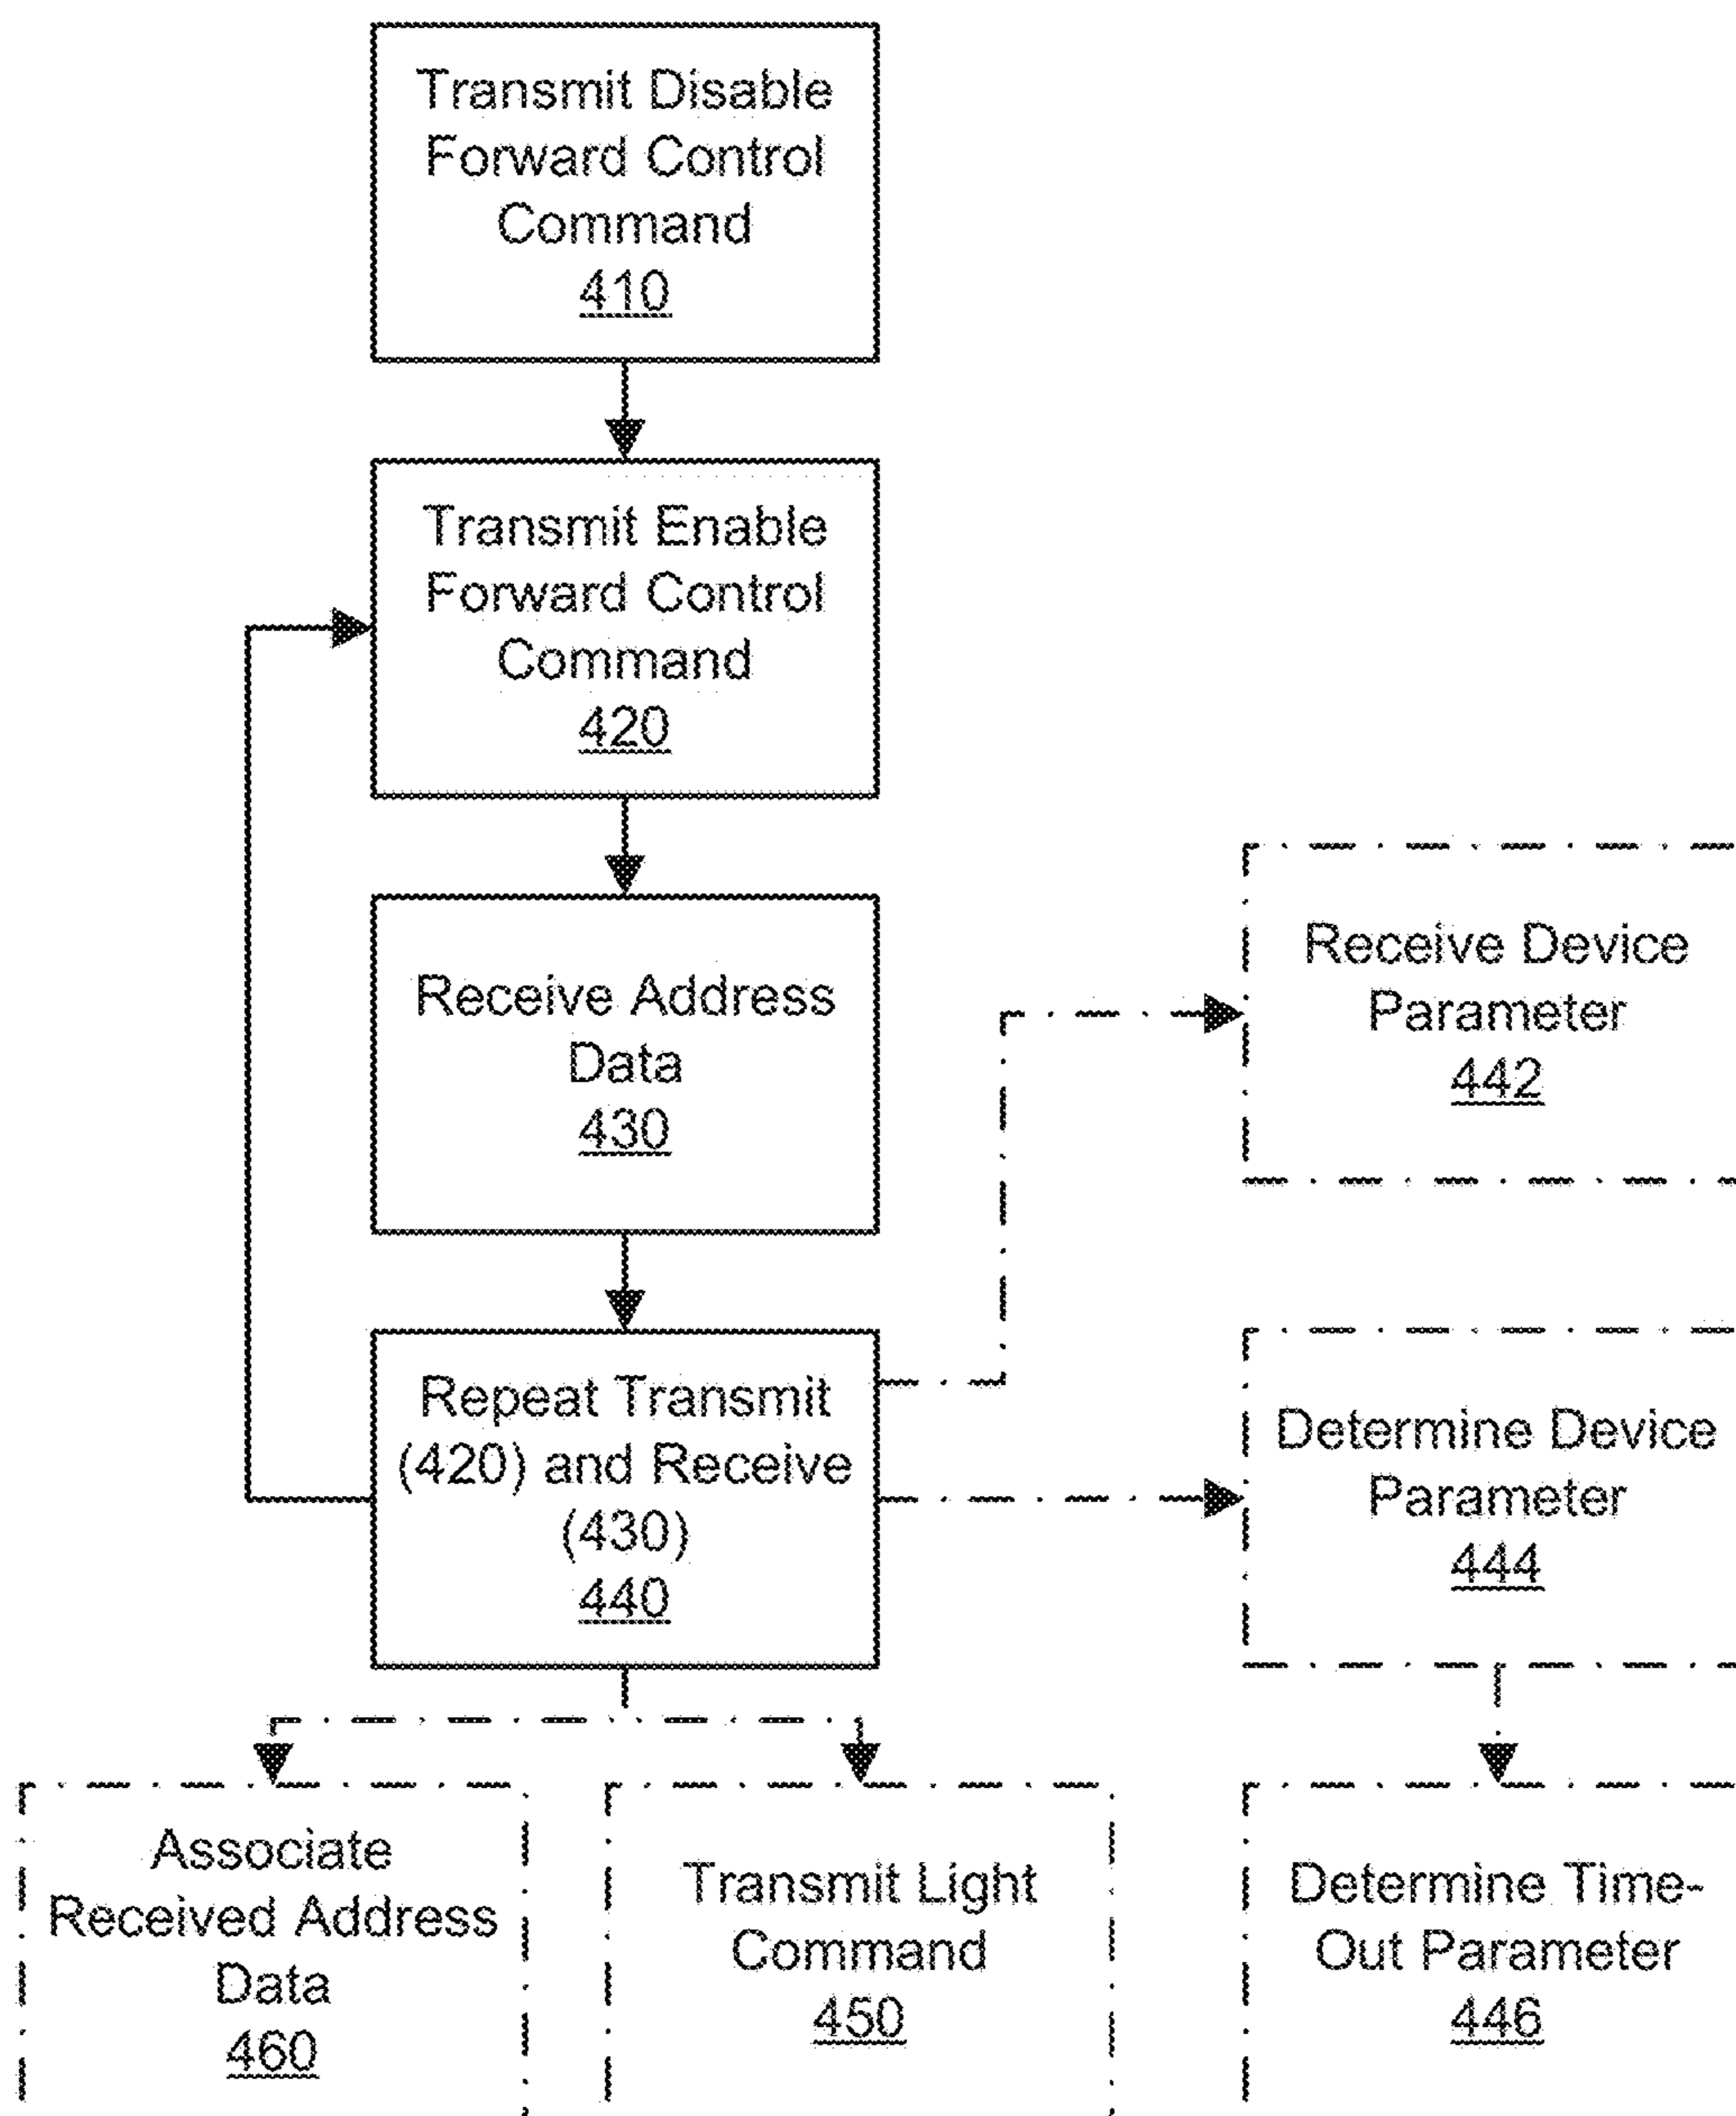 Transmit Disable
Forward Control
Command
410
Transmit Enable
Forward Control
Command
420
Receive Address
Data
430
Receive Device
Parameter
442
Repeat Transmit
(420) and Receive
(430)
440
Determine Device
Parameter
444
Associate
Received Address
Data
460
Transmit Light
Command
450
Determine Time-
Out Parameter
446